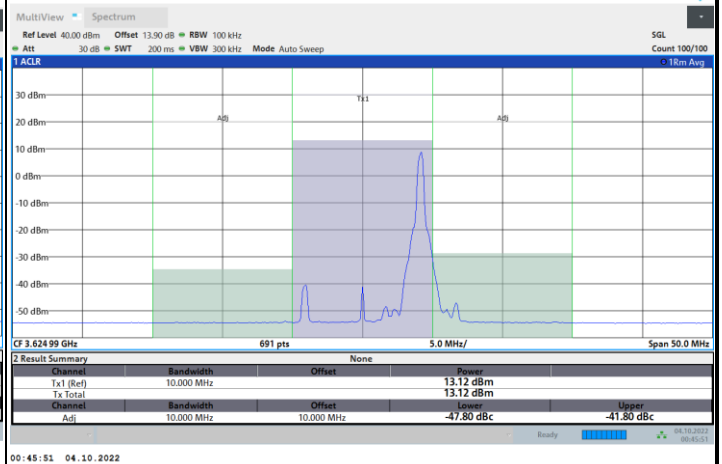 MultiView Spectrum
Ref Level 40.00 dBm Offset 13.90 dB RBW 100 kHz SGL
Att 30 dB SWT 200 ms VBW 300 kHz Mode Auto Sweep Count 100/100
1 ACLR 1Rm Avg
30 dBm
Tx1
20 dBm
Adj Adj
10 dBm
0 dBm
-10 dBm
-20 dBm
-30 dBm
-40 dBm
-50 dBm
CF 3.624 99 GHz 691 pts 5.0 MHz/ Span 50.0 MHz
2 Result Summary None
Channel Bandwidth Offset Power
Tx1 (Ref) 10.000 MHz 13.12 dBm
Tx Total 13.12 dBm
Channel Bandwidth Offset Lower Upper
Adj 10.000 MHz 10.000 MHz -47.80 dBc -41.80 dBc
Ready 04.10.2022
00:45:51
00:45:51 04.10.2022